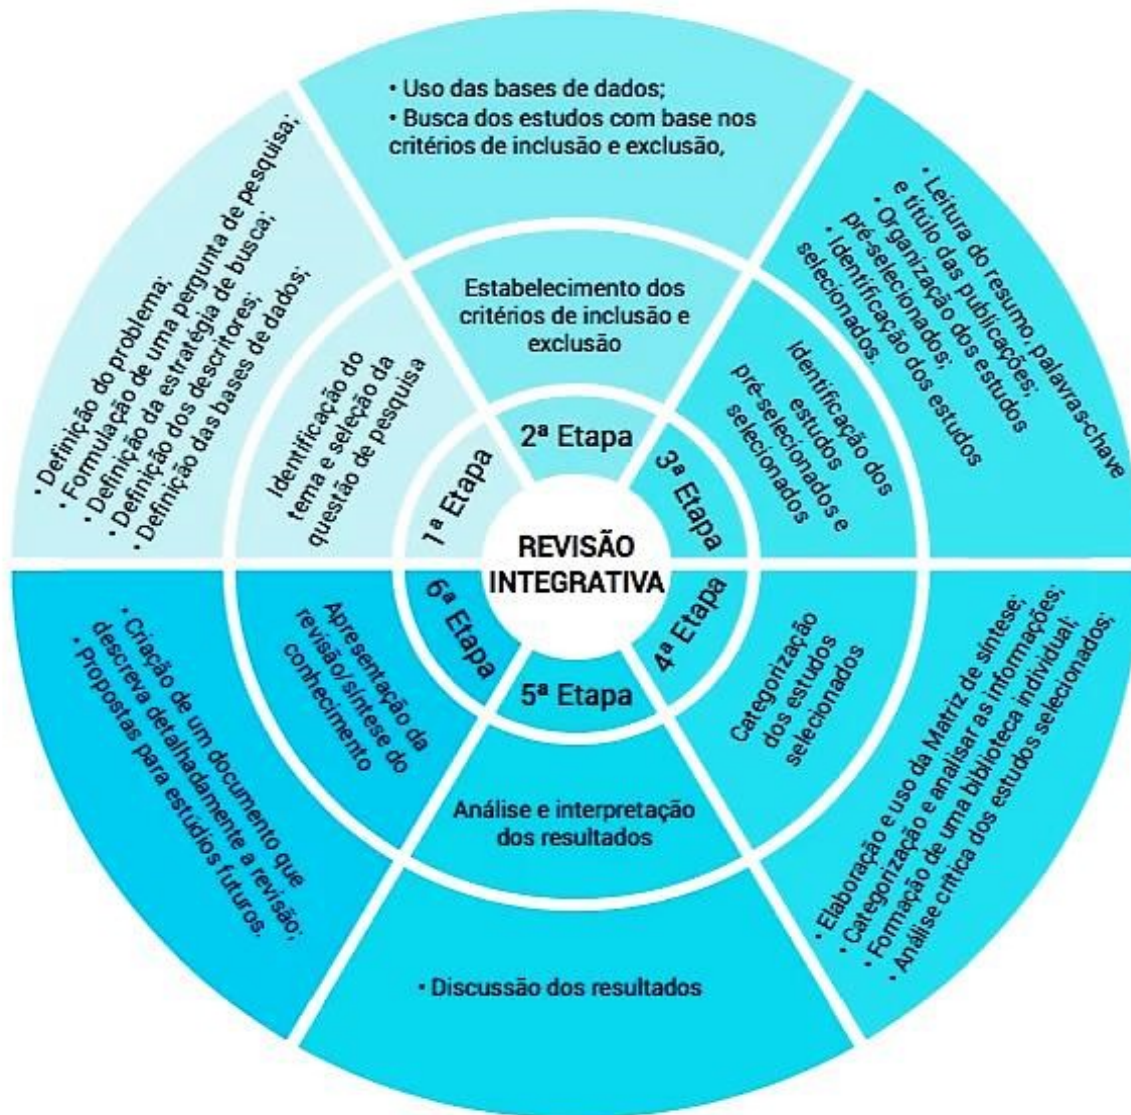 REVISÃO
INTEGRATIVA
1ª Etapa
Identificação do
tema e seleção da
questão de pesquisa
• Definição do problema;
• Formulação de uma pergunta de pesquisa;
• Definição da estratégia de busca;
• Definição dos descritores;
• Definição das bases de dados;
2ª Etapa
Estabelecimento dos
critérios de inclusão e
exclusão
• Uso das bases de dados;
• Busca dos estudos com base nos
critérios de inclusão e exclusão,
3ª Etapa
Identificação dos
estudos
pré-selecionados e
selecionados
• Leitura do resumo, palavras-chave
e título das publicações;
• Organização dos estudos
pré-selecionados;
• Identificação dos estudos
selecionados.
4ª Etapa
Categorização
dos estudos
selecionados
• Elaboração e uso da Matriz de síntese;
• Categorização e analisar as informações;
• Formação de uma biblioteca individual;
• Análise crítica dos estudos selecionados;
5ª Etapa
Análise e interpretação
dos resultados
• Discussão dos resultados
6ª Etapa
Apresentação da
revisão/síntese do
conhecimento
• Criação de um documento que
descreva detalhadamente a revisão;
• Propostas para estúdios futuros.